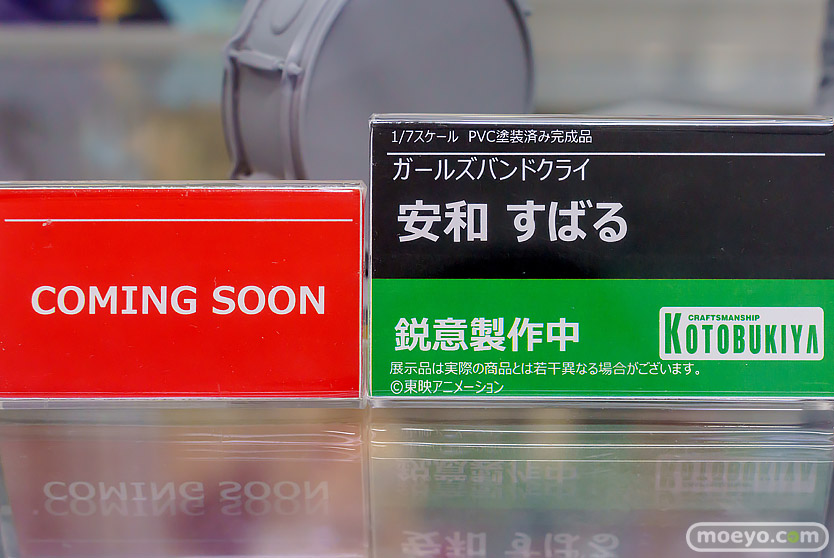 COMING SOON
1/7スケール PVC塗装済み完成品
ガールズバンドクライ
安和 すばる
鋭意製作中
CRAFTSMANSHIP
KOTOBUKIYA
展示品は実際の商品とは若干異なる場合がございます。
©東映アニメーション
moeyo.com